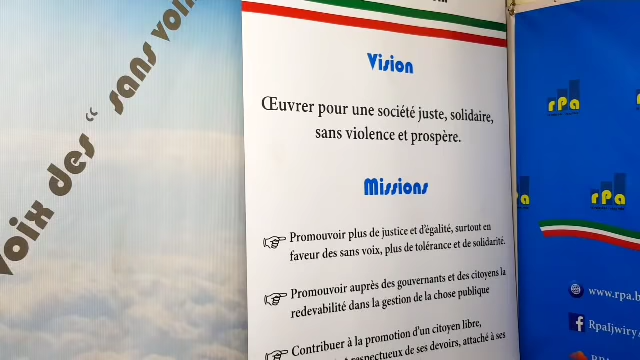 voix des " sans voix
Vision
Œuvrer pour une société juste, solidaire,
sans violence et prospère.
Missions
Promouvoir plus de justice et d'égalité, surtout en
faveur des sans voix, plus de tolérance et de solidarité.
Promouvoir auprès des gouvernants et des citoyens la
redevabilité dans la gestion de la chose publique
Contribuer à la promotion d'un citoyen libre,
respectueux de ses devoirs, attaché à ses
rPa
rPa
www.rpa.b